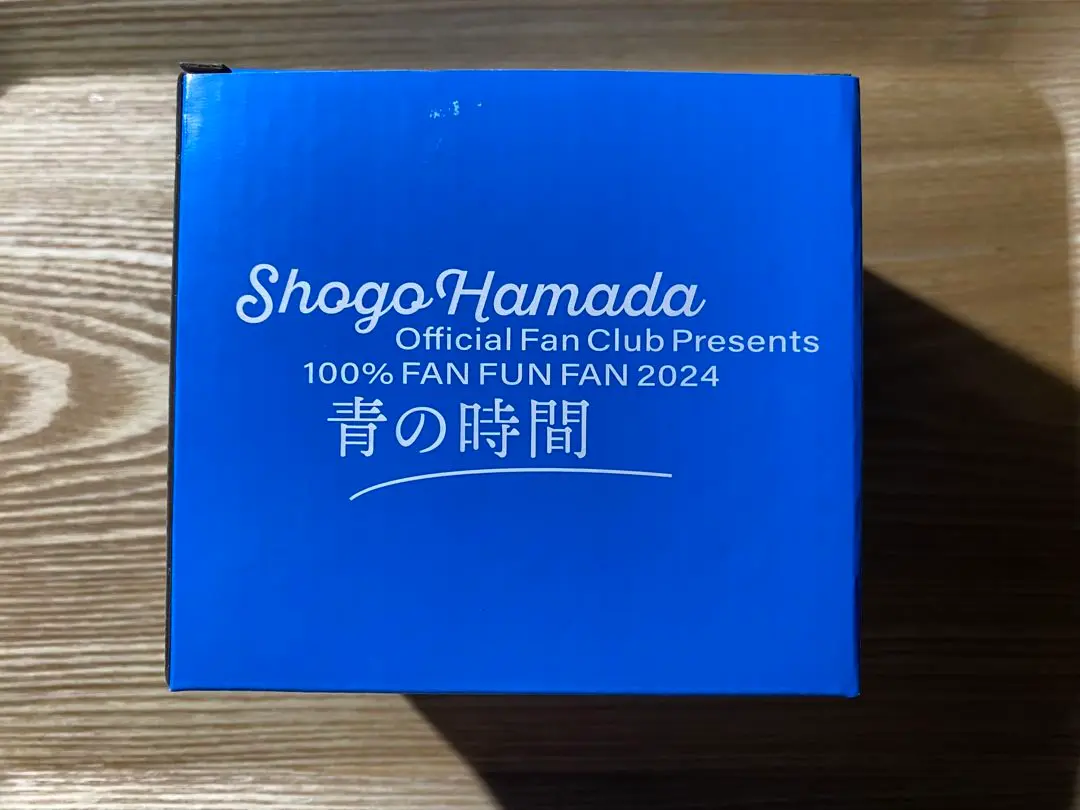 Shogo Hamada
Official Fan Club Presents
100% FAN FUN FAN 2024
青の時間